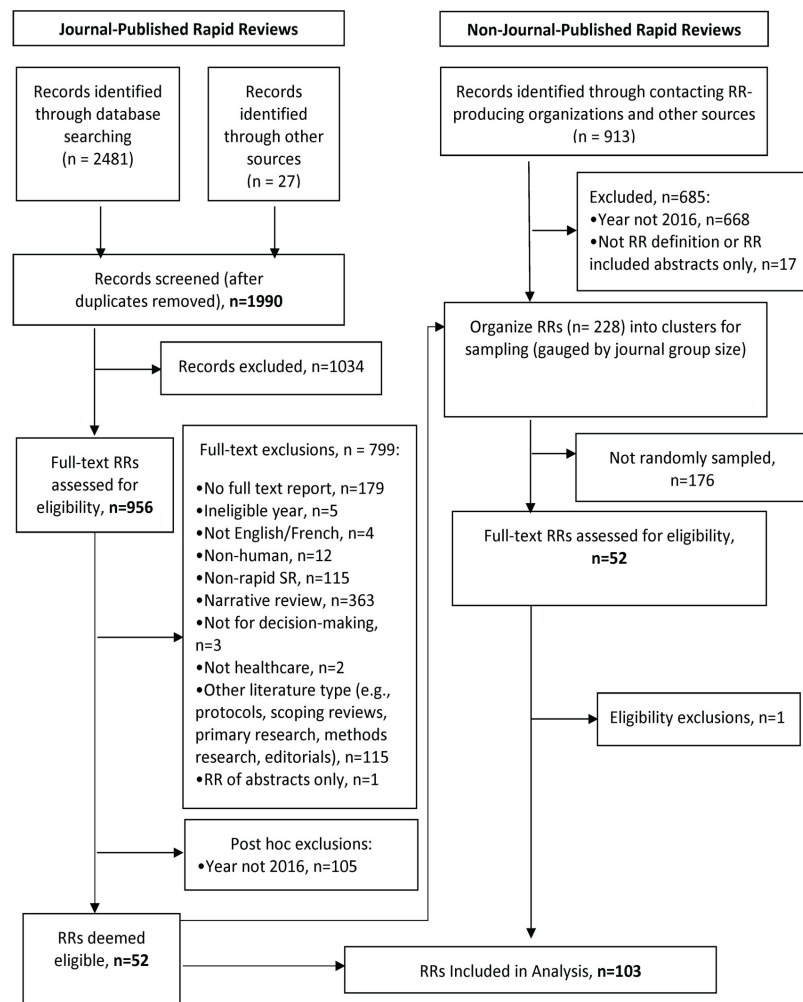 Journal-Published Rapid Reviews
Records identified
through database
searching
(n = 2481)
Records
identified
through other
sources
(n = 27)
Records screened (after
duplicates removed), n=1990
Records excluded, n=1034
Full-text RRs
assessed for
eligibility, n=956
Full-text exclusions, n = 799:
•No full text report, n=179
•Ineligible year, n=5
•Not English/French, n=4
•Non-human, n=12
•Non-rapid SR, n=115
•Narrative review, n=363
•Not for decision-making,
n=3
•Not healthcare, n=2
•Other literature type (e.g.,
protocols, scoping reviews,
primary research, methods
research, editorials), n=115
•RR of abstracts only, n=1
Post hoc exclusions:
•Year not 2016, n=105
RRs deemed
eligible, n=52
Non-Journal-Published Rapid Reviews
Records identified through contacting RR-
producing organizations and other sources
(n = 913)
Excluded, n=685:
•Year not 2016, n=668
•Not RR definition or RR
included abstracts only, n=17
Organize RRs (n= 228) into clusters for
sampling (gauged by journal group size)
Not randomly sampled,
n=176
Full-text RRs assessed for eligibility,
n=52
Eligibility exclusions, n=1
RRs Included in Analysis, n=103